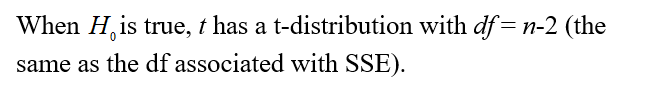 When H₀ is true, t has a t-distribution with df = n-2 (the
same as the df associated with SSE).